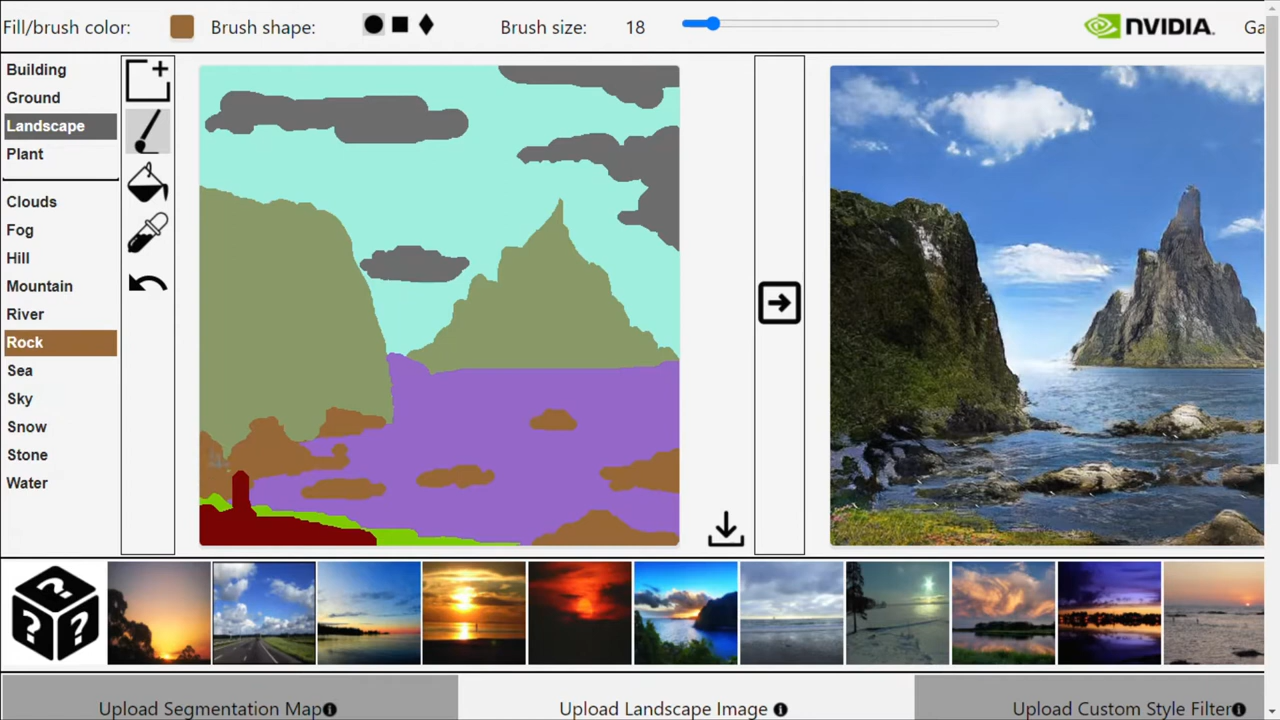 Fill/brush color:
Brush shape:
Brush size:
18
NVIDIA.
Ga
Building
Ground
Landscape
Plant
Clouds
Fog
Hill
Mountain
River
Rock
Sea
Sky
Snow
Stone
Water
? ? ?
Upload Segmentation Map
Upload Landscape Image
Upload Custom Style Filter